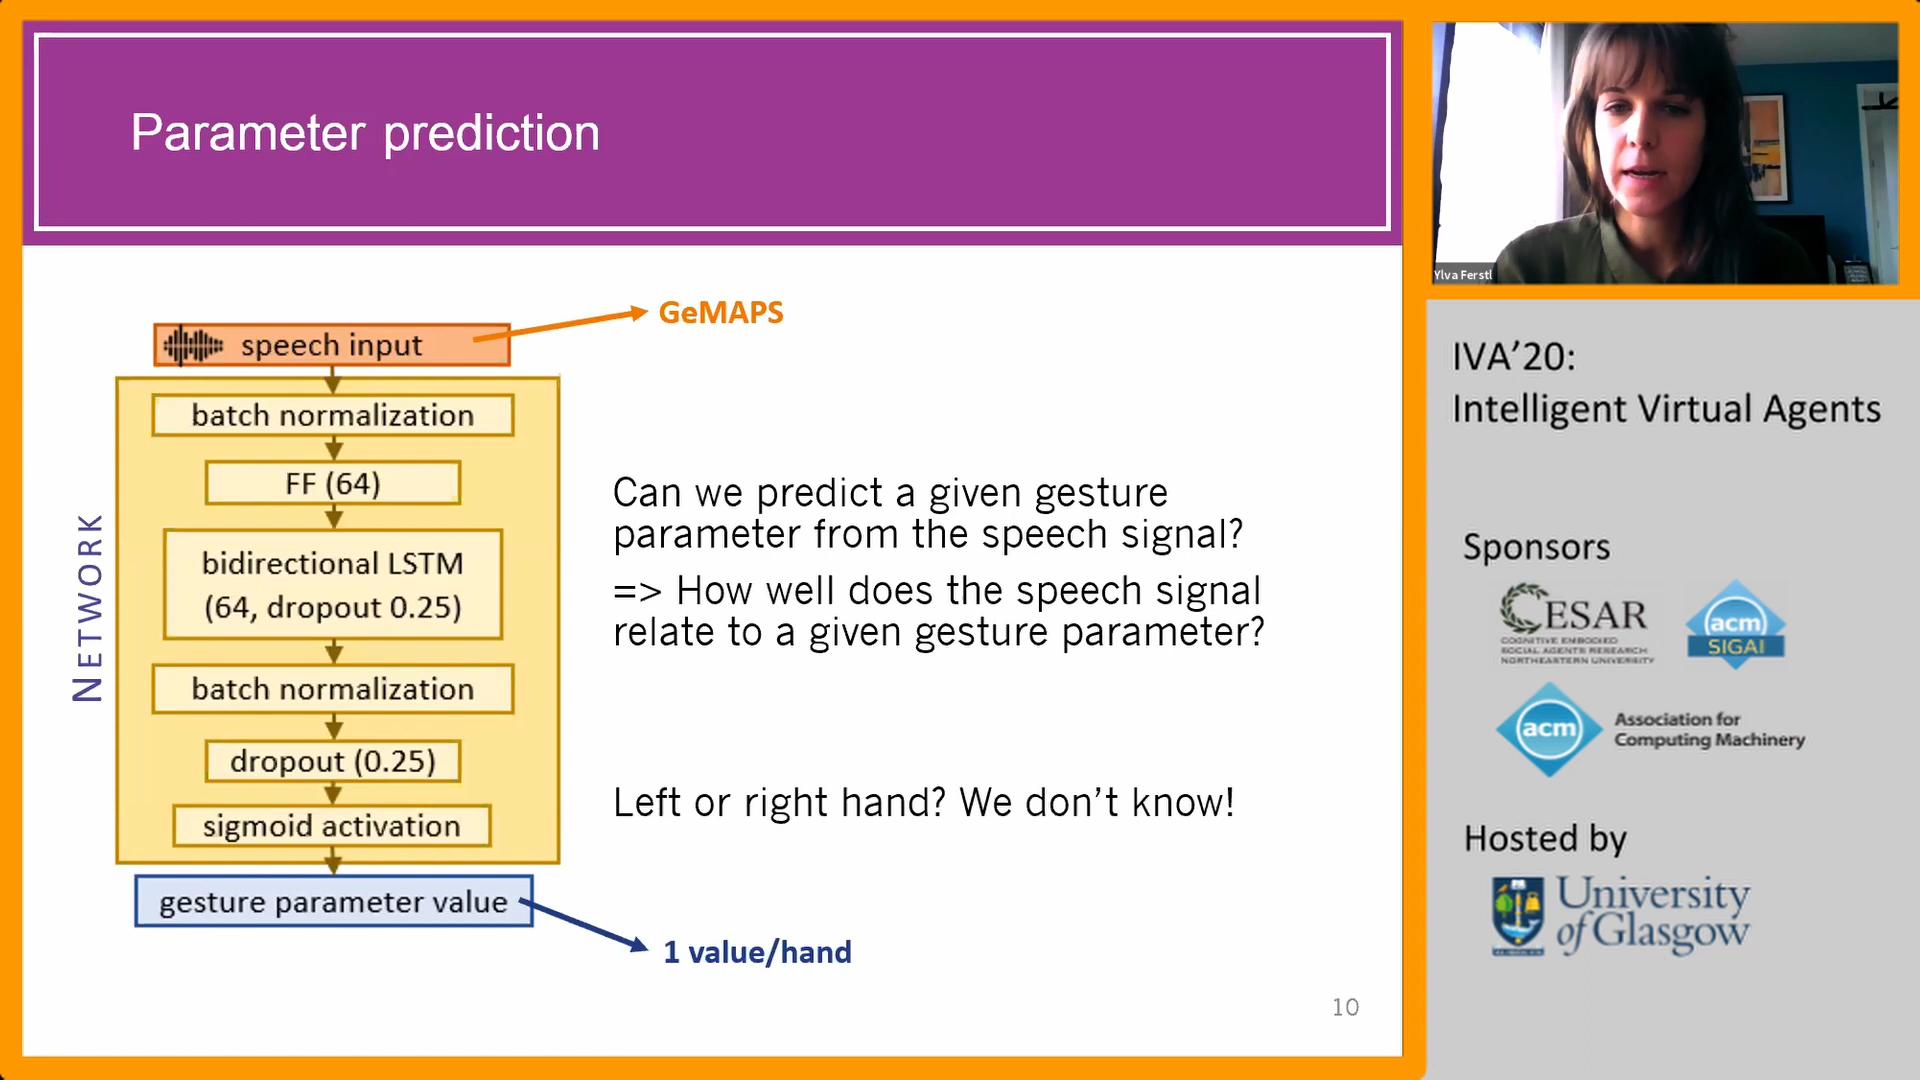 Parameter prediction
speech input
GeMAPS
NETWORK
batch normalization
FF (64)
bidirectional LSTM
(64, dropout 0.25)
batch normalization
dropout (0.25)
sigmoid activation
gesture parameter value
1 value/hand
Can we predict a given gesture
parameter from the speech signal?
=> How well does the speech signal
relate to a given gesture parameter?
Left or right hand? We don't know!
10
Ylva Ferstl
IVA'20:
Intelligent Virtual Agents
Sponsors
CESAR
COGNITIVE EMBODIED
SOCIAL AGENTS RESEARCH
NORTHEASTERN UNIVERSITY
acm
SIGAI
acm
Association for
Computing Machinery
Hosted by
University
of Glasgow